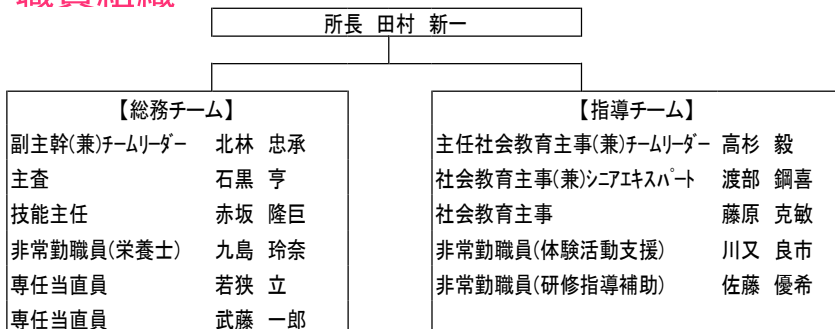 職員組織
所長 田村 新一
【総務チーム】
副主幹(兼)ﾁｰﾑﾘｰﾀﾞｰ 北林 忠承
主査 石黒 亨
技能主任 赤坂 隆巨
非常勤職員(栄養士) 九島 玲奈
専任当直員 若狭 立
専任当直員 武藤 一郎
【指導チーム】
主任社会教育主事(兼)ﾁｰﾑﾘｰﾀﾞｰ 高杉 毅
社会教育主事(兼)ｼﾆｱｴｷｽﾊﾟｰﾄ 渡部 鋼喜
社会教育主事 藤原 克敏
非常勤職員(体験活動支援) 川又 良市
非常勤職員(研修指導補助) 佐藤 優希